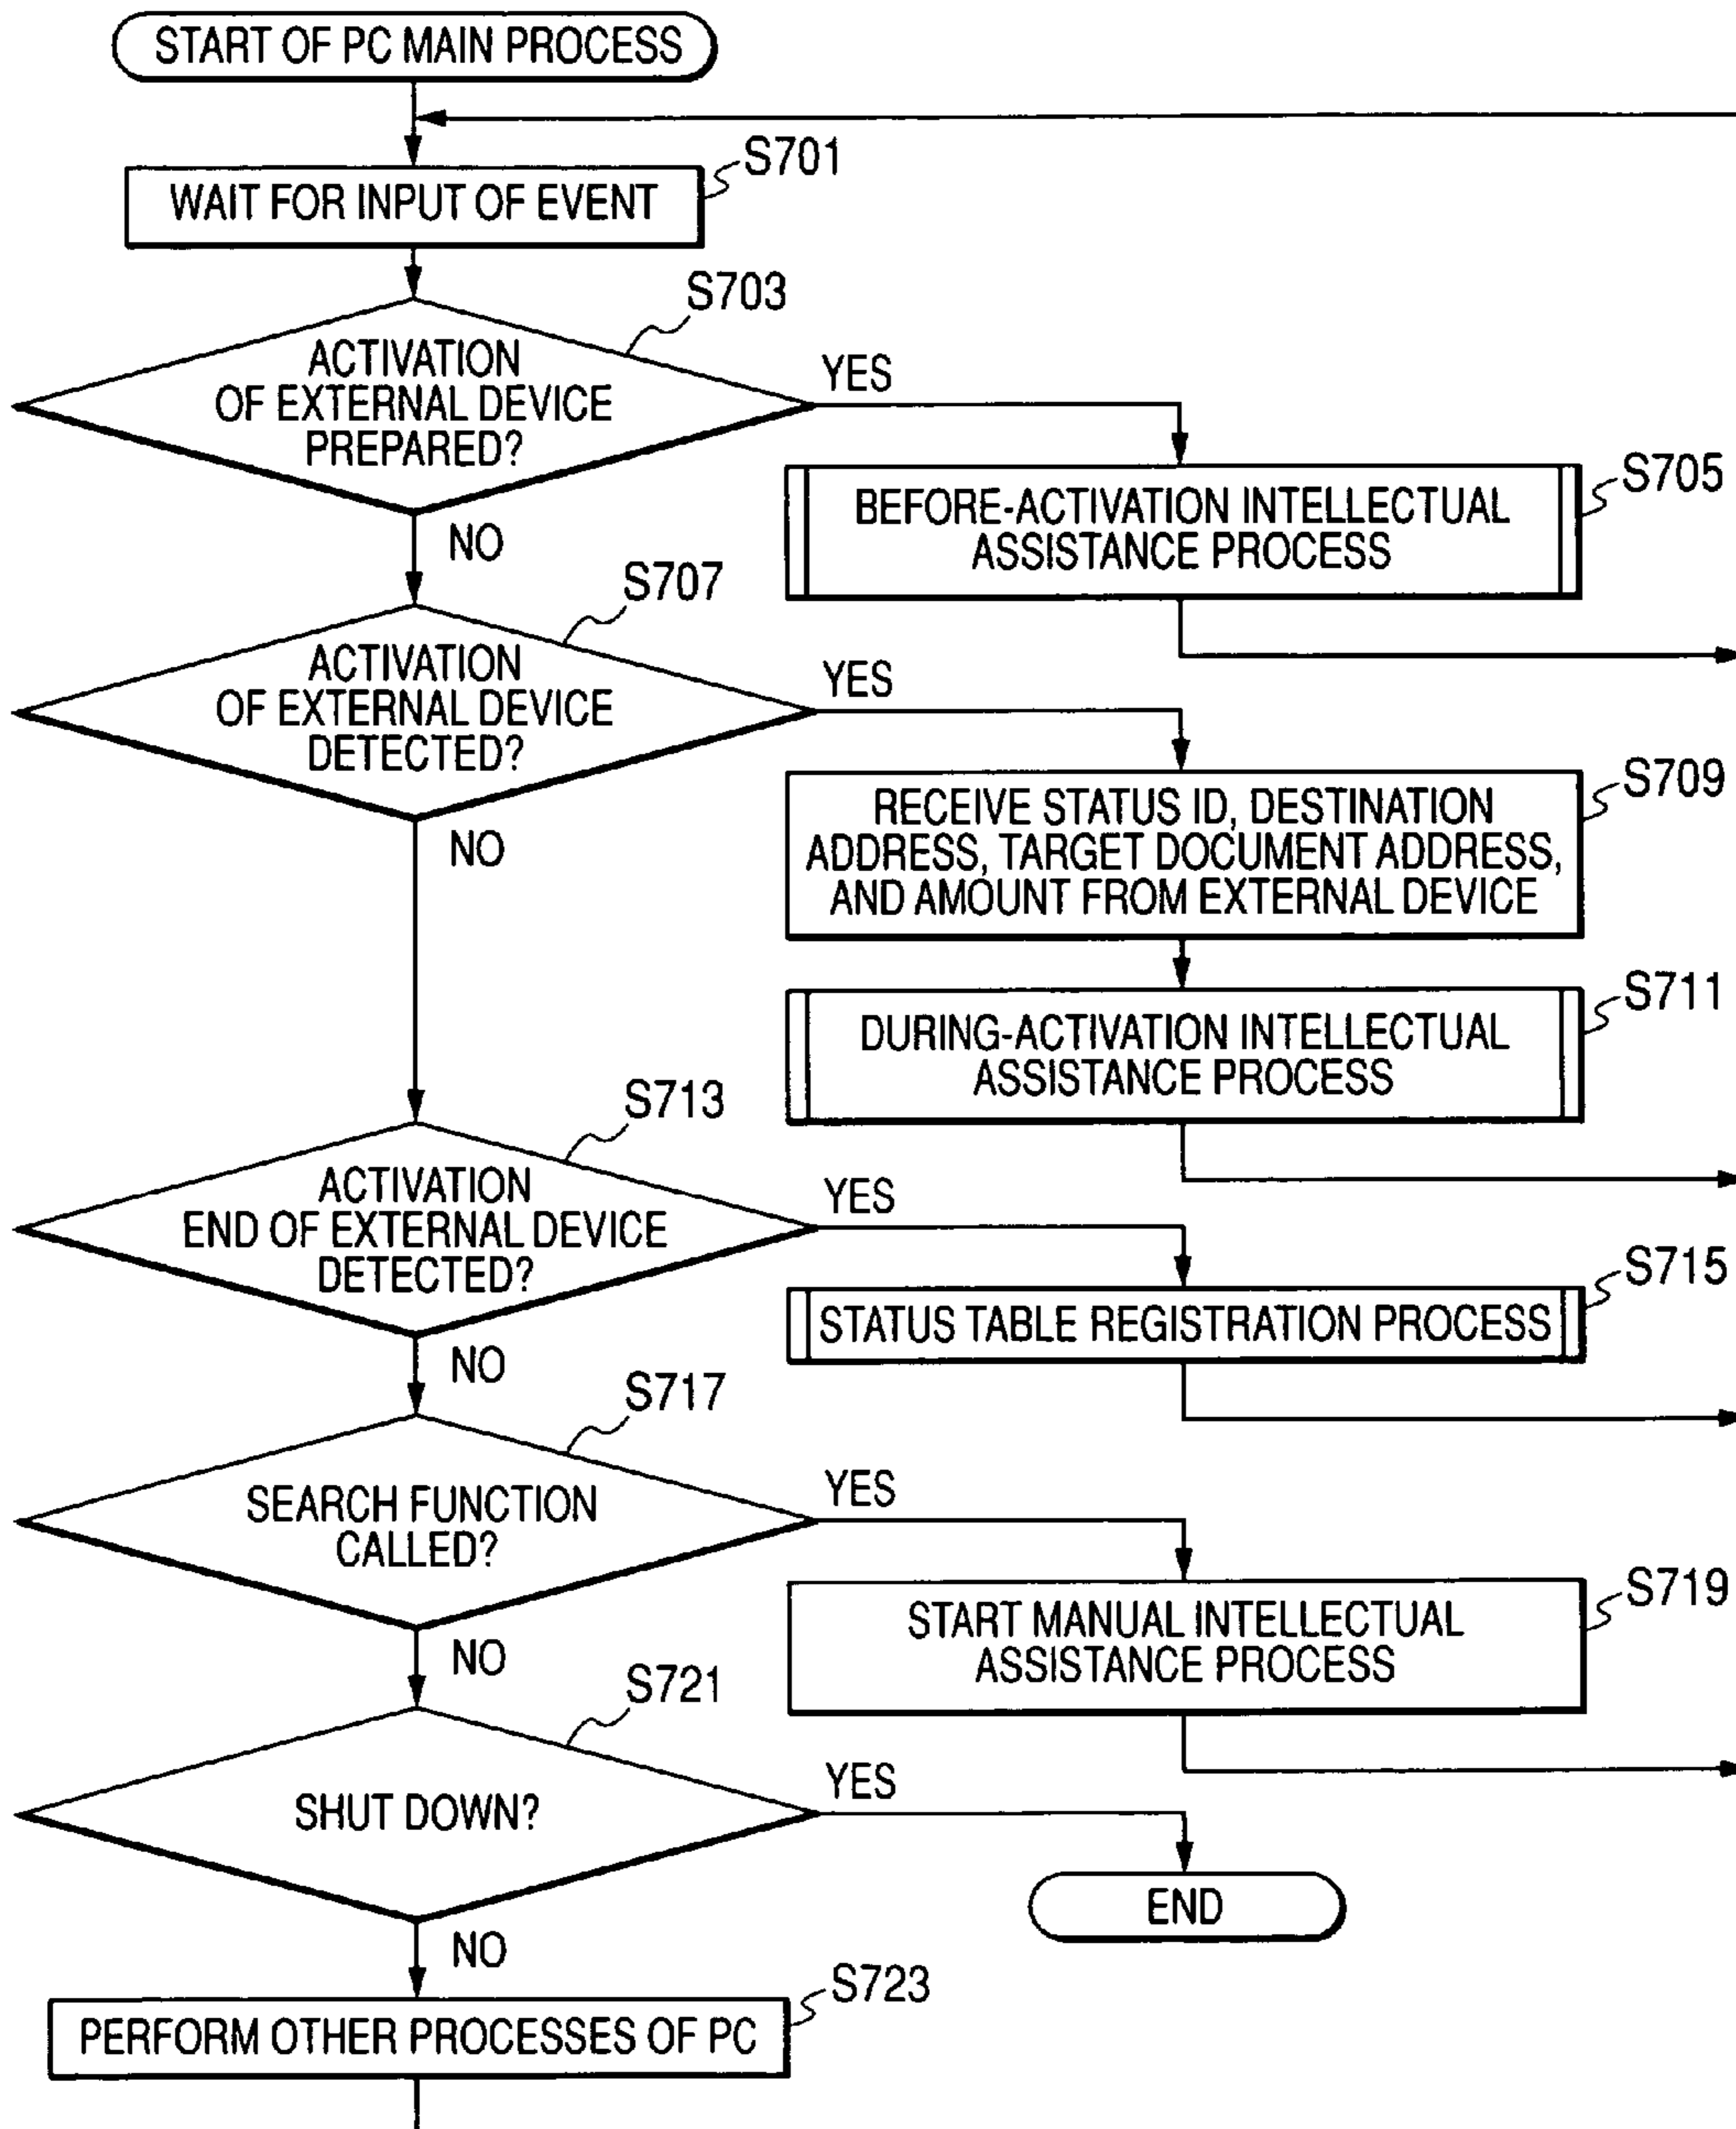 START OF PC MAIN PROCESS
S701
WAIT FOR INPUT OF EVENT
S703
ACTIVATION
OF EXTERNAL DEVICE
PREPARED?
YES
NO
S705
BEFORE-ACTIVATION INTELLECTUAL
ASSISTANCE PROCESS
S707
ACTIVATION
OF EXTERNAL DEVICE
DETECTED?
YES
NO
S709
RECEIVE STATUS ID, DESTINATION
ADDRESS, TARGET DOCUMENT ADDRESS,
AND AMOUNT FROM EXTERNAL DEVICE
S711
DURING-ACTIVATION INTELLECTUAL
ASSISTANCE PROCESS
S713
ACTIVATION
END OF EXTERNAL DEVICE
DETECTED?
YES
NO
S715
STATUS TABLE REGISTRATION PROCESS
S717
SEARCH FUNCTION
CALLED?
YES
NO
S719
START MANUAL INTELLECTUAL
ASSISTANCE PROCESS
S721
SHUT DOWN?
YES
NO
END
S723
PERFORM OTHER PROCESSES OF PC